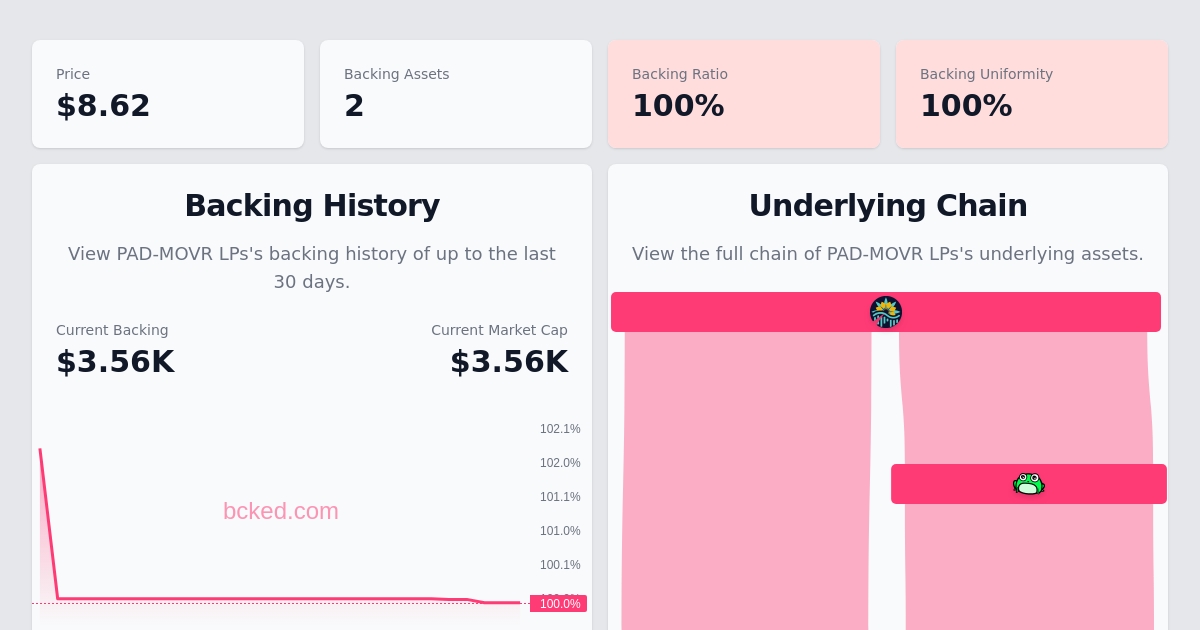 Price
$8.62
Backing Assets
2
Backing Ratio
100%
Backing Uniformity
100%
Backing History
View PAD-MOVR LPs's backing history of up to the last
30 days.
Current Backing
$3.56K
Current Market Cap
$3.56K
102.1%
102.0%
101.1%
101.0%
100.1%
100.0%
bcked.com
Underlying Chain
View the full chain of PAD-MOVR LPs's underlying assets.